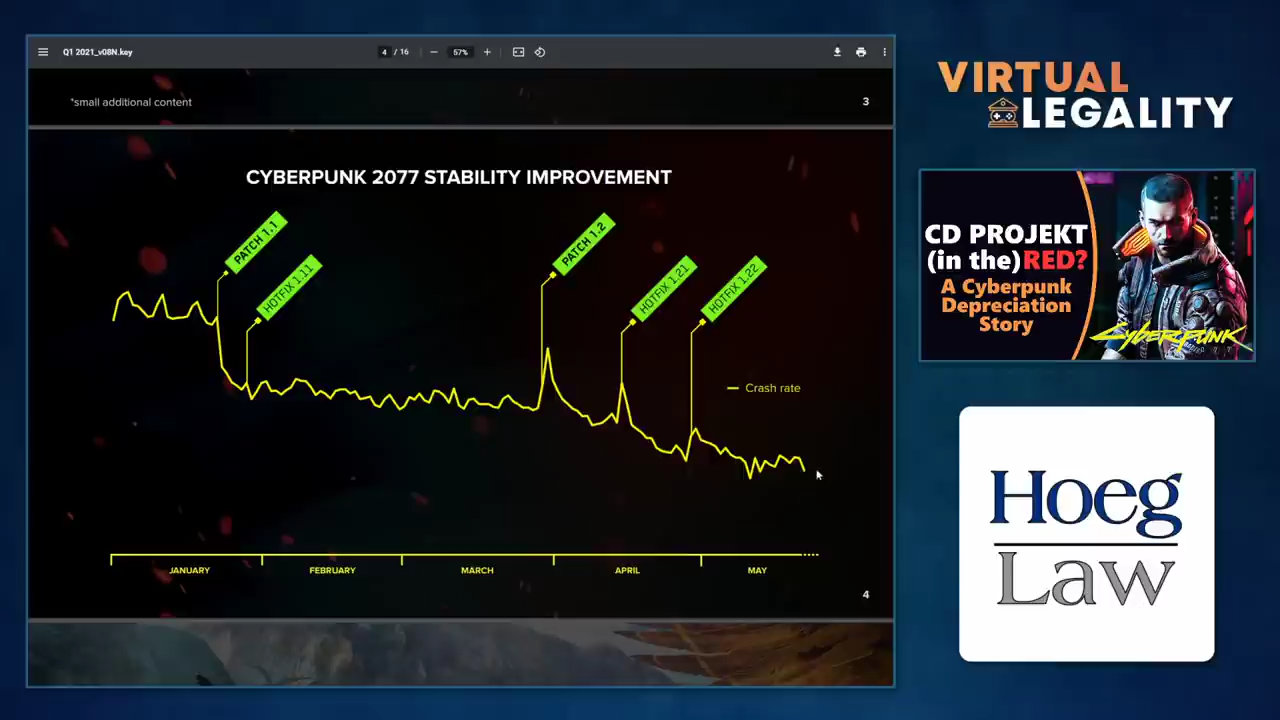 Q1 2021_v08N.key
4 / 16
57%
*small additional content
3
CYBERPUNK 2077 STABILITY IMPROVEMENT
PATCH 1.1
HOTFIX 1.11
PATCH 1.2
HOTFIX 1.21
HOTFIX 1.22
Crash rate
JANUARY
FEBRUARY
MARCH
APRIL
MAY
4
VIRTUAL
LEGALITY
CD PROJEKT
(in the)RED?
A Cyberpunk
Depreciation
Story
CYBERPUNK
Hoeg
Law